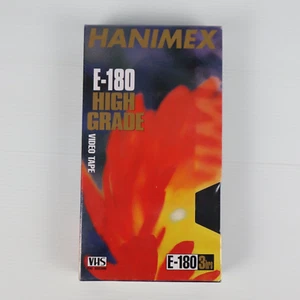 HANIMEX
E-180
HIGH
GRADE
VIDEO TAPE
VHS
E-180 3HRS